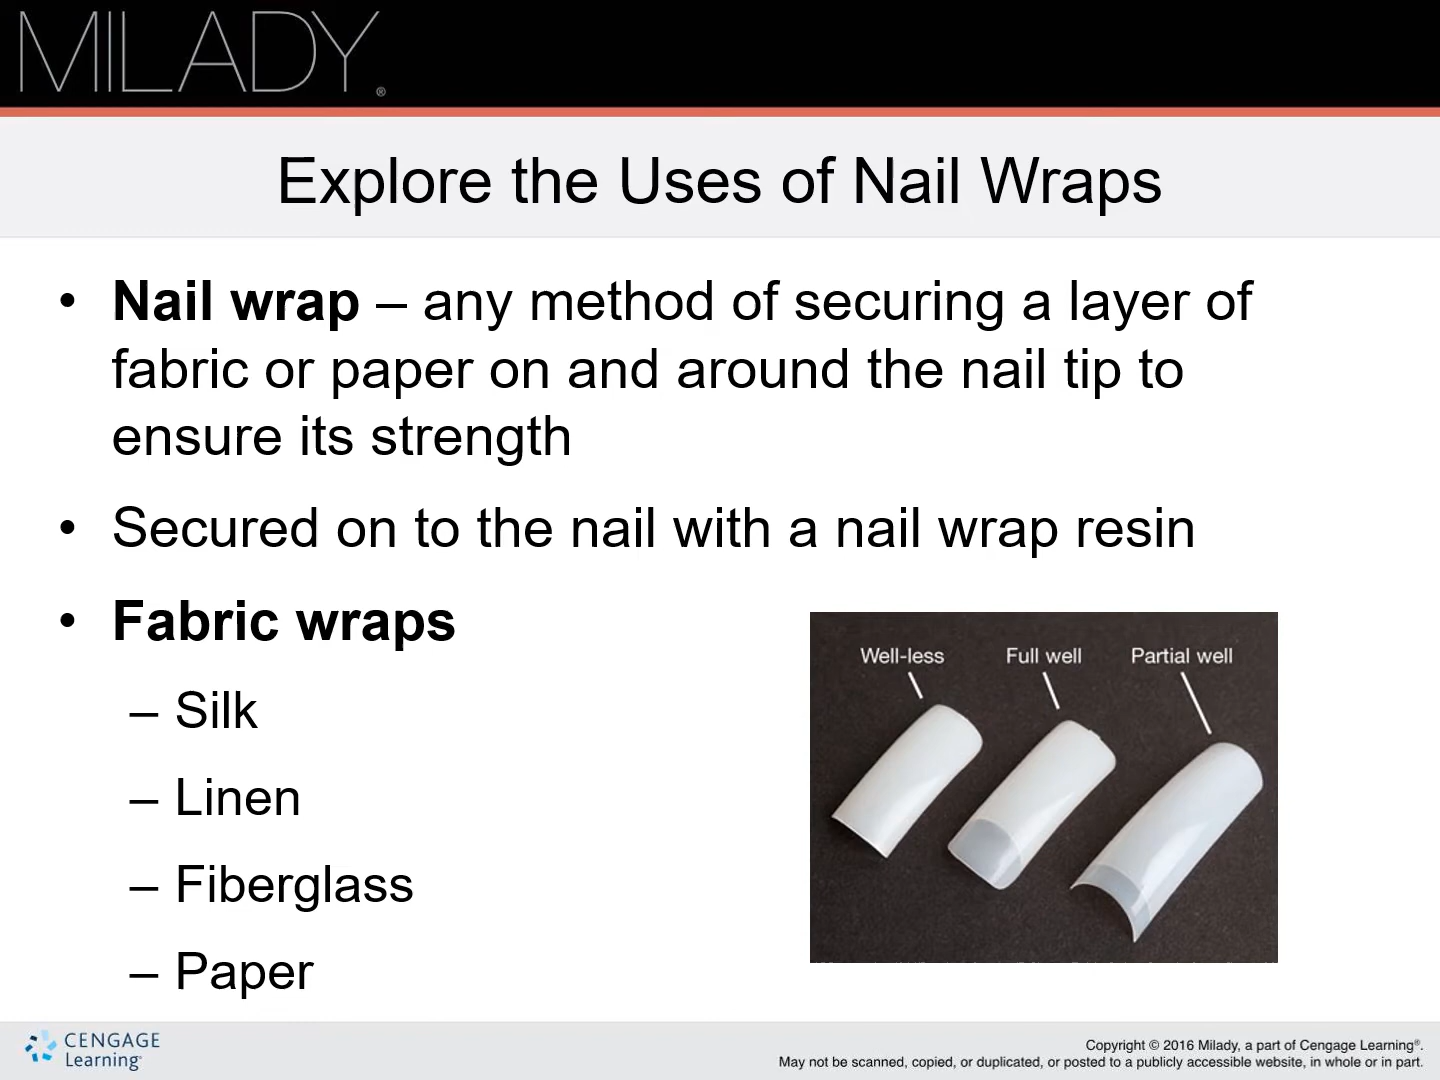 MILADY®
Explore the Uses of Nail Wraps
• Nail wrap – any method of securing a layer of
fabric or paper on and around the nail tip to
ensure its strength
• Secured on to the nail with a nail wrap resin
• Fabric wraps
– Silk
– Linen
– Fiberglass
– Paper
Well-less Full well Partial well
CENGAGE
Learning
Copyright © 2016 Milady, a part of Cengage Learning®.
May not be scanned, copied, or duplicated, or posted to a publicly accessible website, in whole or in part.